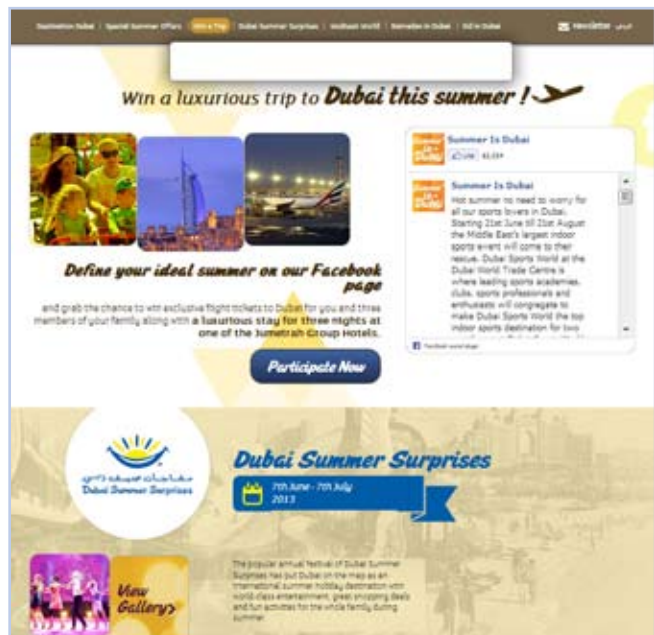 Destination Dubai | Special Summer Offers | Win a Trip | Dubai Summer Surprises | Modhesh World | Ramadan in Dubai | Eid in Dubai
Newsletter عربي
Win a luxurious trip to Dubai this summer !
Define your ideal summer on our Facebook
page
and grab the chance to win exclusive flight tickets to Dubai for you and three
members of your family along with a luxurious stay for three nights at
one of the Jumeirah Group Hotels.
Participate Now
Summer Is Dubai
Like
Summer Is Dubai
Hot summer no need to worry for
all our sports lovers in Dubai.
Starting 21st June till 21st August
the Middle East's largest indoor
sports event will come to their
rescue. Dubai Sports World at the
Dubai World Trade Centre is
where leading sports academies,
clubs, sports professionals and
enthusiasts will congregate to
make Dubai Sports World the top
indoor sports destination for two
Facebook social plugin
مفاجآت صيف دبي
Dubai Summer Surprises
Dubai Summer Surprises
7th June - 7th July
2013
View
Gallery
The popular annual festival of Dubai Summer
Surprises has put Dubai on the map as an
international summer holiday destination with
world-class entertainment, great shopping deals
and fun activities for the whole family during
summer.